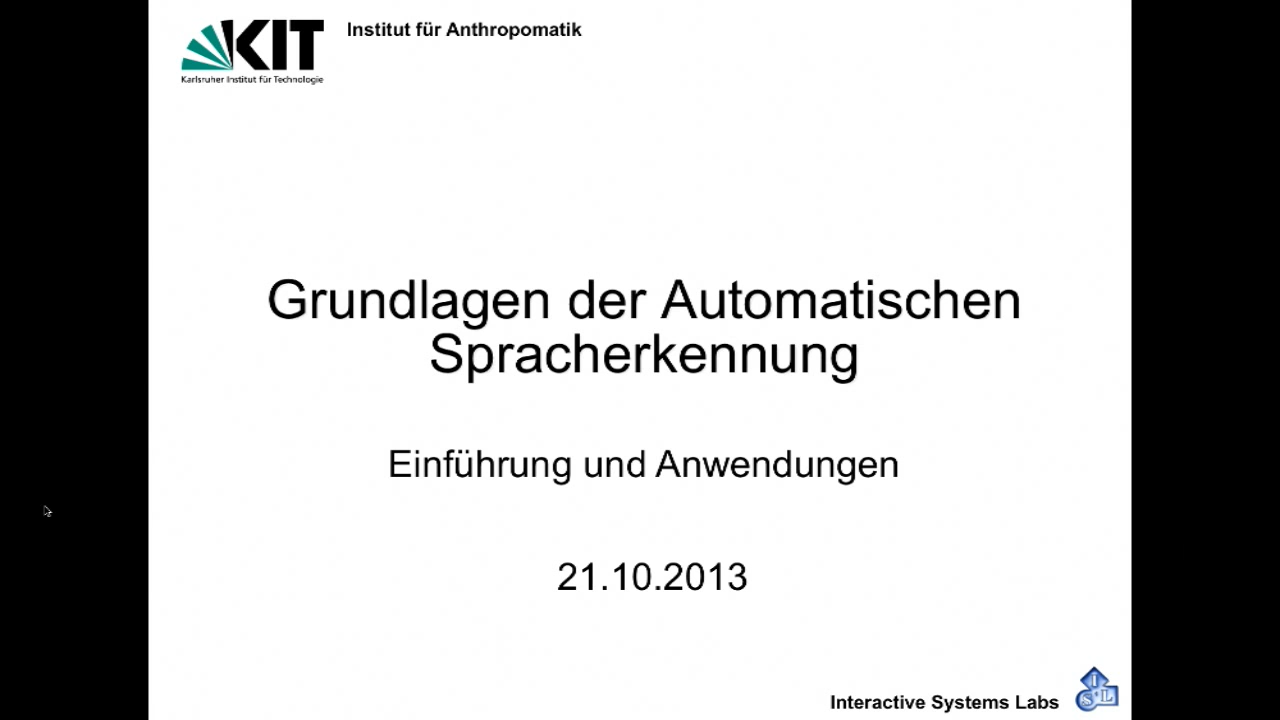 KIT
Karlsruher Institut für Technologie
Institut für Anthropomatik
Grundlagen der Automatischen
Spracherkennung
Einführung und Anwendungen
21.10.2013
Interactive Systems Labs
I
S L